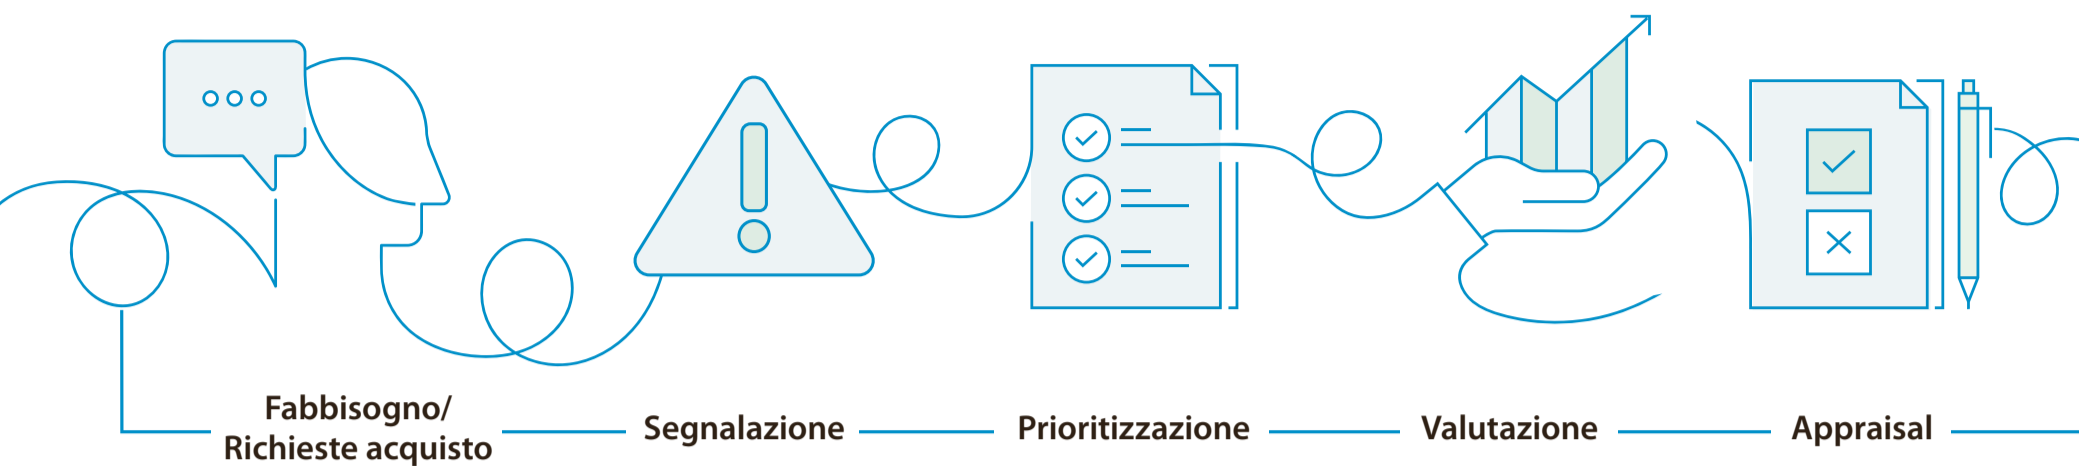 Fabbisogno/
Richieste acquisto
Segnalazione
Prioritizzazione
Valutazione
Appraisal